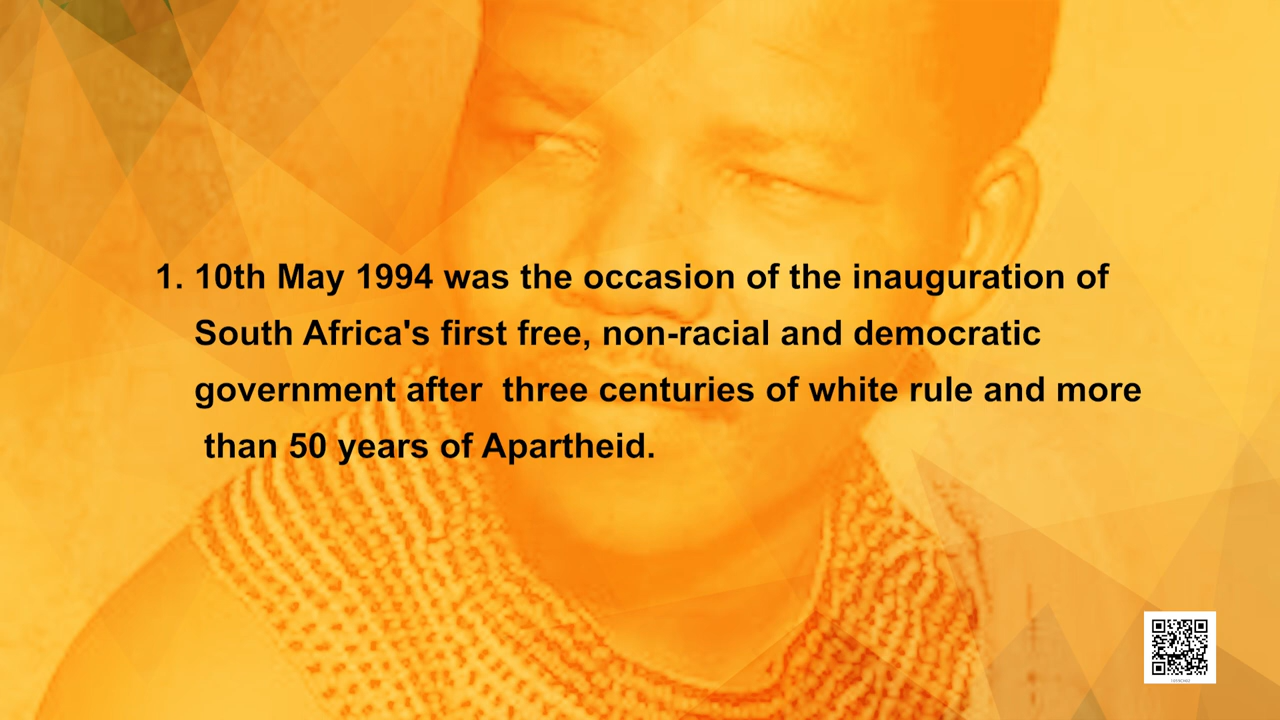 1. 10th May 1994 was the occasion of the inauguration of
South Africa's first free, non-racial and democratic
government after  three centuries of white rule and more
than 50 years of Apartheid.